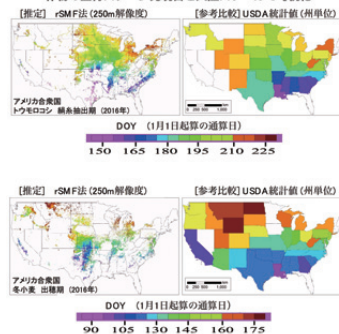 [推定] rSMF法(250m解像度)
[参考比較] USDA統計値(州単位)
アメリカ合衆国
トウモロコシ 絹糸抽出期 (2016年)
DOY (1月1日起算の通算日)
150 165 180 195 210 225
[推定] rSMF法(250m解像度)
[参考比較] USDA統計値(州単位)
アメリカ合衆国
冬小麦 出穂期 (2016年)
DOY (1月1日起算の通算日)
90 105 130 145 160 175